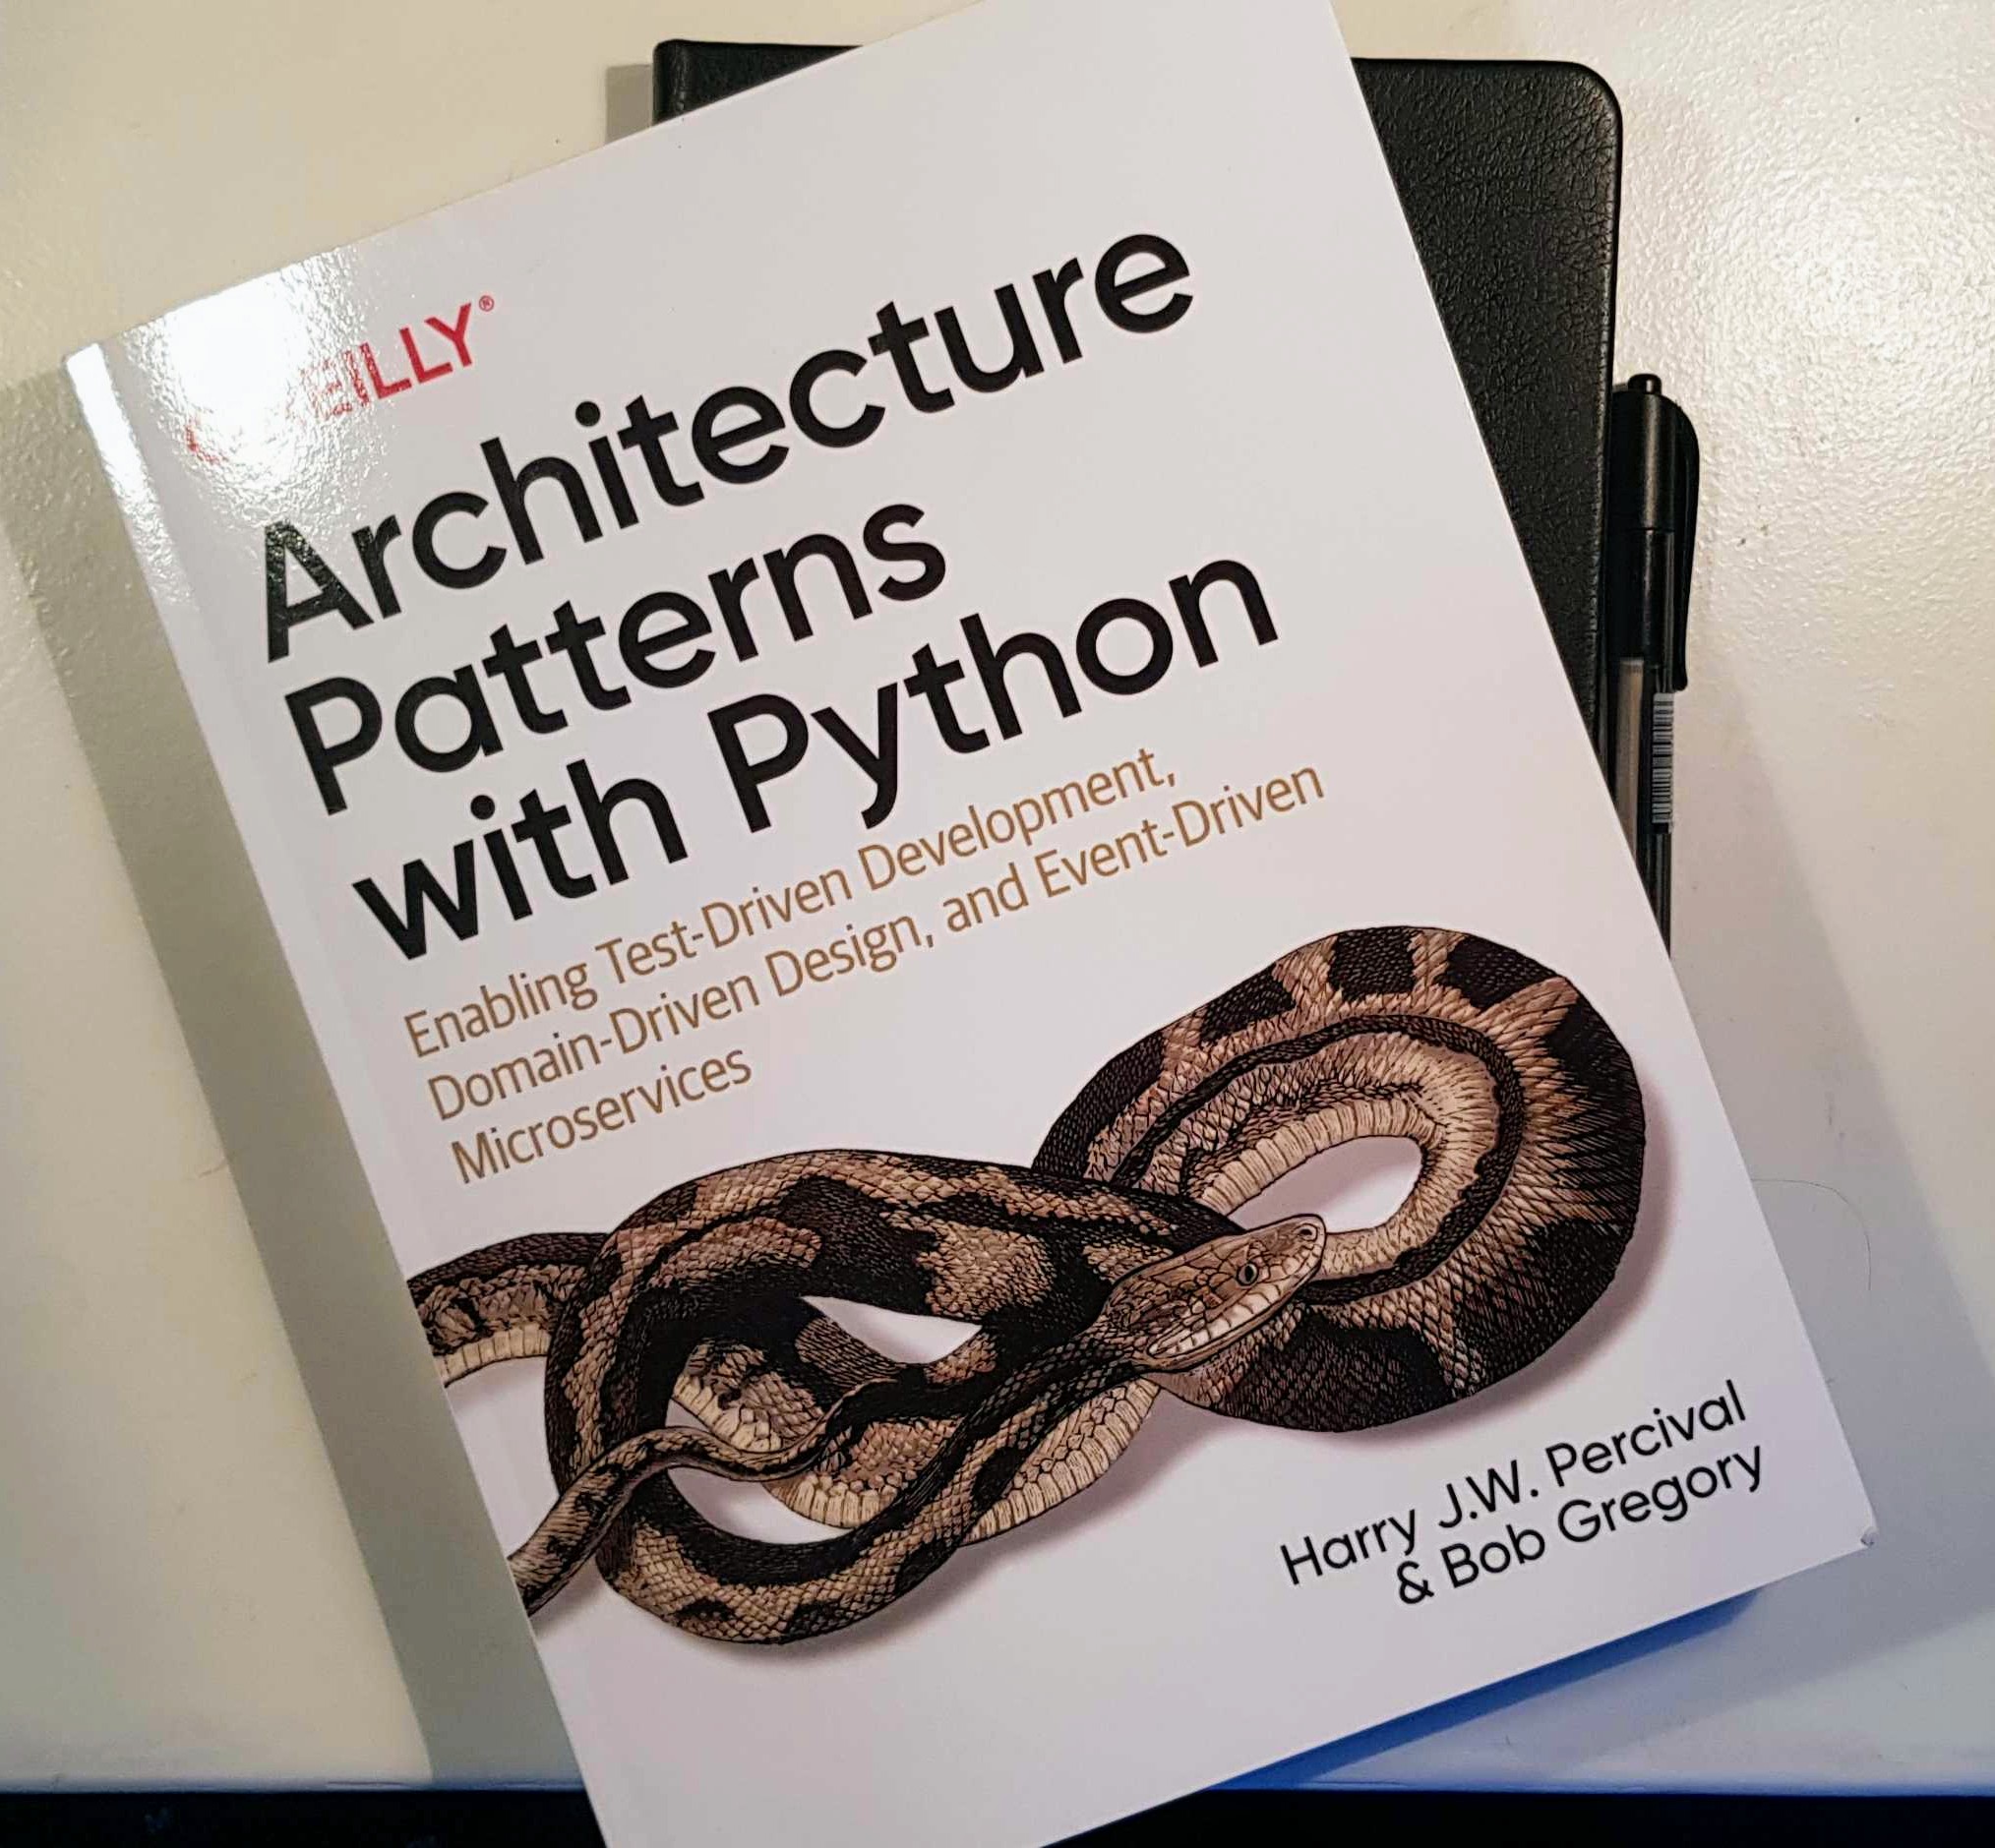 O'REILLY®
Architecture
Patterns
with Python
Enabling Test-Driven Development,
Domain-Driven Design, and Event-Driven
Microservices
Harry J.W. Percival
& Bob Gregory